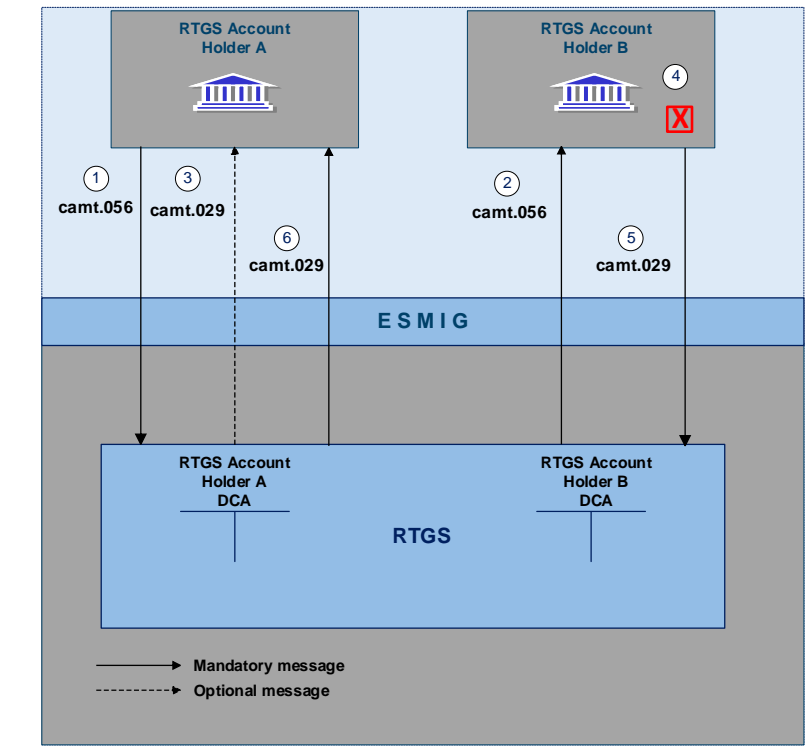 RTGS Account
Holder A
RTGS Account
Holder B
4
X
1
camt.056
3
camt.029
6
camt.029
2
camt.056
5
camt.029
ESMIG
RTGS Account
Holder A
DCA
RTGS Account
Holder B
DCA
RTGS
Mandatory message
Optional message